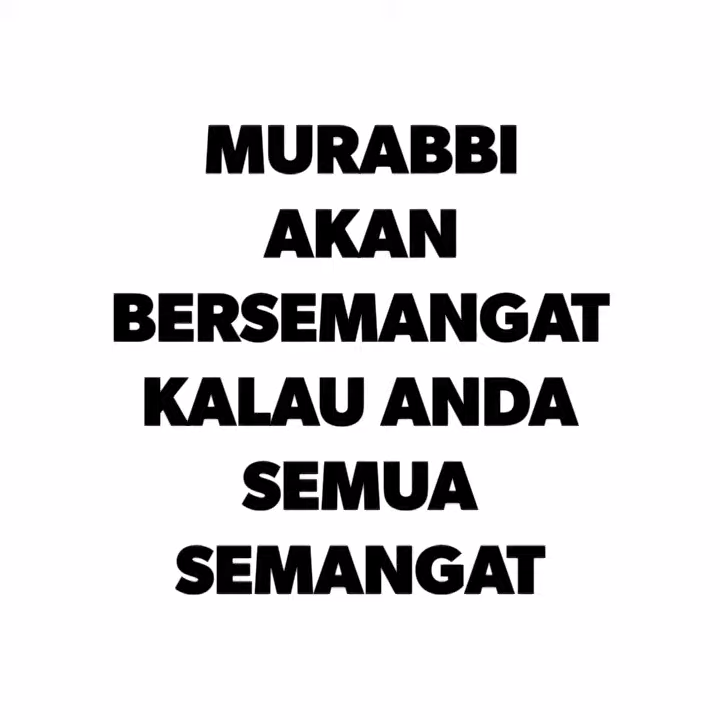 MURABBI
AKAN
BERSEMANGAT
KALAU ANDA
SEMUA
SEMANGAT